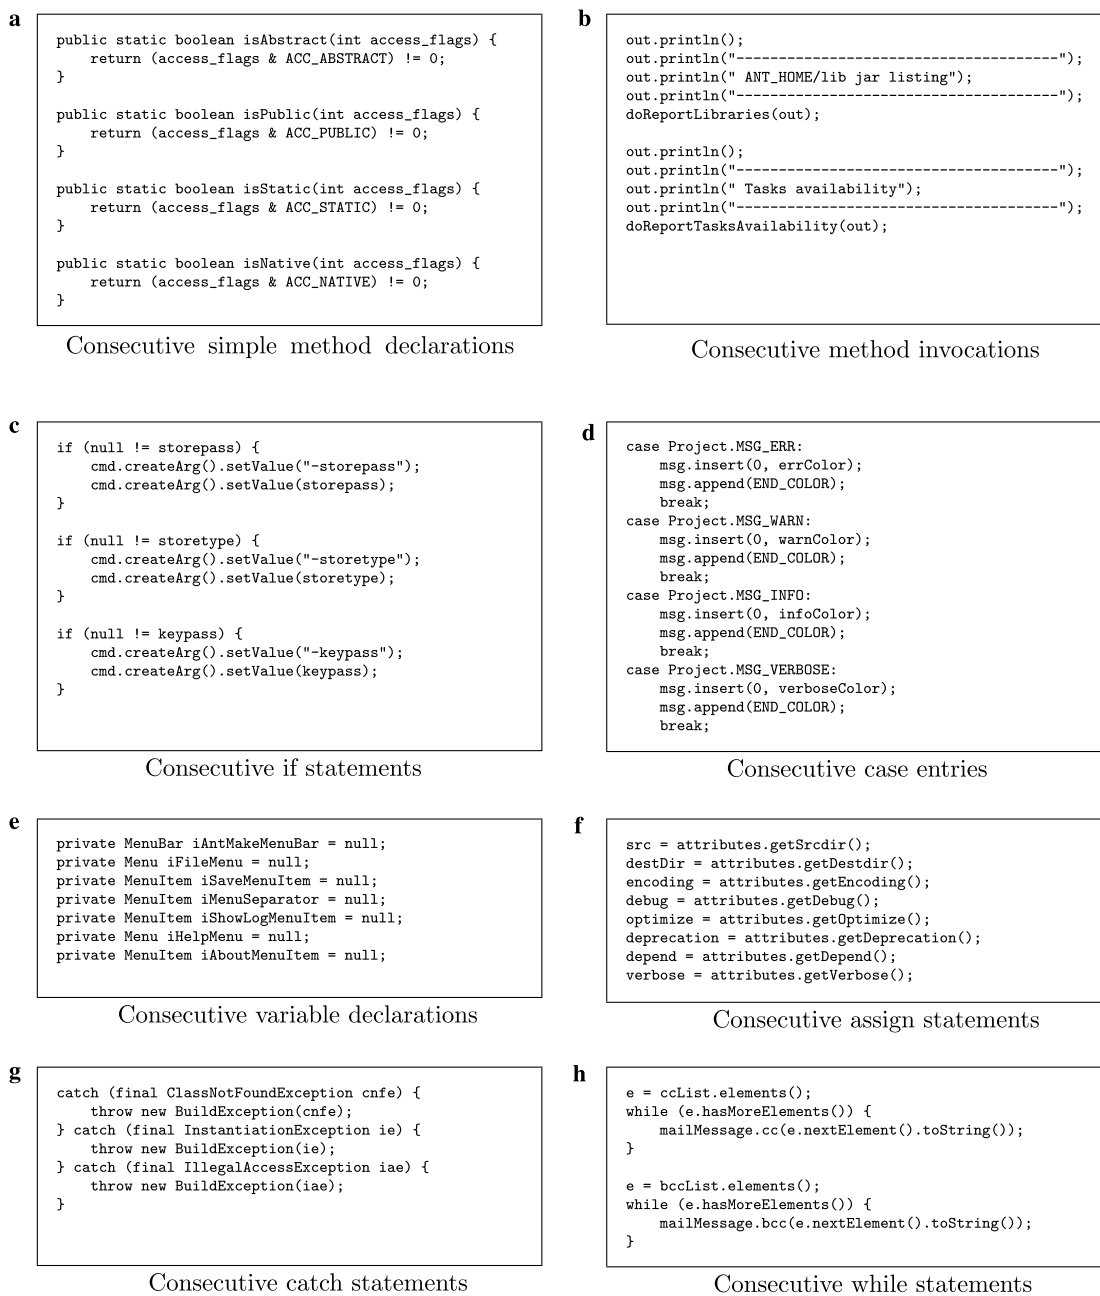 a
public static boolean isAbstract(int access_flags) {
    return (access_flags & ACC_ABSTRACT) != 0;
}
public static boolean isPublic(int access_flags) {
    return (access_flags & ACC_PUBLIC) != 0;
}
public static boolean isStatic(int access_flags) {
    return (access_flags & ACC_STATIC) != 0;
}
public static boolean isNative(int access_flags) {
    return (access_flags & ACC_NATIVE) != 0;
}
Consecutive simple method declarations
b
out.println();
out.println("--------------------------------------");
out.println(" ANT_HOME/lib jar listing");
out.println("--------------------------------------");
doReportLibraries(out);
out.println();
out.println("--------------------------------------");
out.println(" Tasks availability");
out.println("--------------------------------------");
doReportTasksAvailability(out);
Consecutive method invocations
c
if (null != storepass) {
    cmd.createArg().setValue("-storepass");
    cmd.createArg().setValue(storepass);
}
if (null != storetype) {
    cmd.createArg().setValue("-storetype");
    cmd.createArg().setValue(storetype);
}
if (null != keypass) {
    cmd.createArg().setValue("-keypass");
    cmd.createArg().setValue(keypass);
}
Consecutive if statements
d
case Project.MSG_ERR:
    msg.insert(0, errColor);
    msg.append(END_COLOR);
    break;
case Project.MSG_WARN:
    msg.insert(0, warnColor);
    msg.append(END_COLOR);
    break;
case Project.MSG_INFO:
    msg.insert(0, infoColor);
    msg.append(END_COLOR);
    break;
case Project.MSG_VERBOSE:
    msg.insert(0, verboseColor);
    msg.append(END_COLOR);
    break;
Consecutive case entries
e
private MenuBar iAntMakeMenuBar = null;
private Menu iFileMenu = null;
private MenuItem iSaveMenuItem = null;
private MenuItem iMenuSeparator = null;
private MenuItem iShowLogMenuItem = null;
private Menu iHelpMenu = null;
private MenuItem iAboutMenuItem = null;
Consecutive variable declarations
f
src = attributes.getSrcdir();
destDir = attributes.getDestdir();
encoding = attributes.getEncoding();
debug = attributes.getDebug();
optimize = attributes.getOptimize();
deprecation = attributes.getDeprecation();
depend = attributes.getDepend();
verbose = attributes.getVerbose();
Consecutive assign statements
g
catch (final ClassNotFoundException cnfe) {
    throw new BuildException(cnfe);
} catch (final InstantiationException ie) {
    throw new BuildException(ie);
} catch (final IllegalAccessException iae) {
    throw new BuildException(iae);
}
Consecutive catch statements
h
e = ccList.elements();
while (e.hasMoreElements()) {
    mailMessage.cc(e.nextElement().toString());
}
e = bccList.elements();
while (e.hasMoreElements()) {
    mailMessage.bcc(e.nextElement().toString());
}
Consecutive while statements